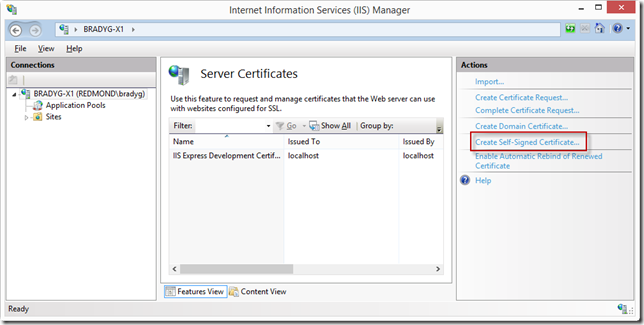 Internet Information Services (IIS) Manager
BRADYG-X1
File View Help
Connections
BRADYG-X1 (REDMOND\bradyg)
Application Pools
Sites
Server Certificates
Use this feature to request and manage certificates that the Web server can use
with websites configured for SSL.
Filter: Go Show All Group by:
Name Issued To Issued By
IIS Express Development Certif... localhost localhost
Features View Content View
Actions
Import...
Create Certificate Request...
Complete Certificate Request...
Create Domain Certificate...
Create Self-Signed Certificate...
Enable Automatic Rebind of Renewed
Certificate
Help
Ready